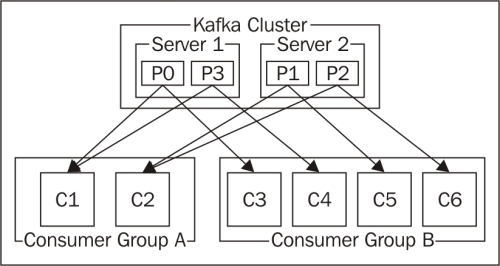 Kafka Cluster
Server 1 Server 2
P0 P3 P1 P2
C1 C2 C3 C4 C5 C6
Consumer Group A Consumer Group B